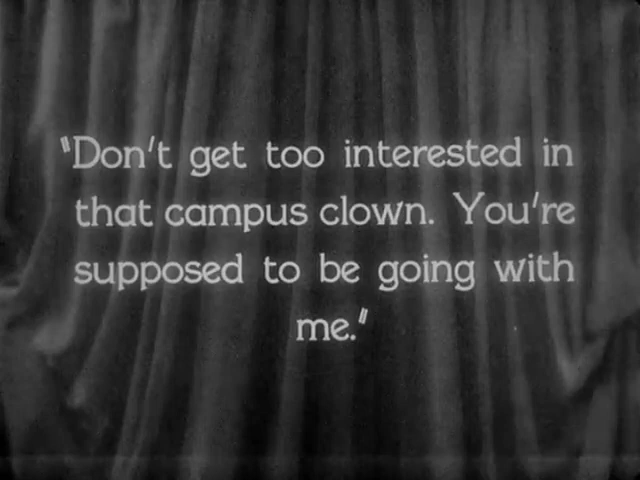 "Don't get too interested in
that campus clown. You're
supposed to be going with
me."